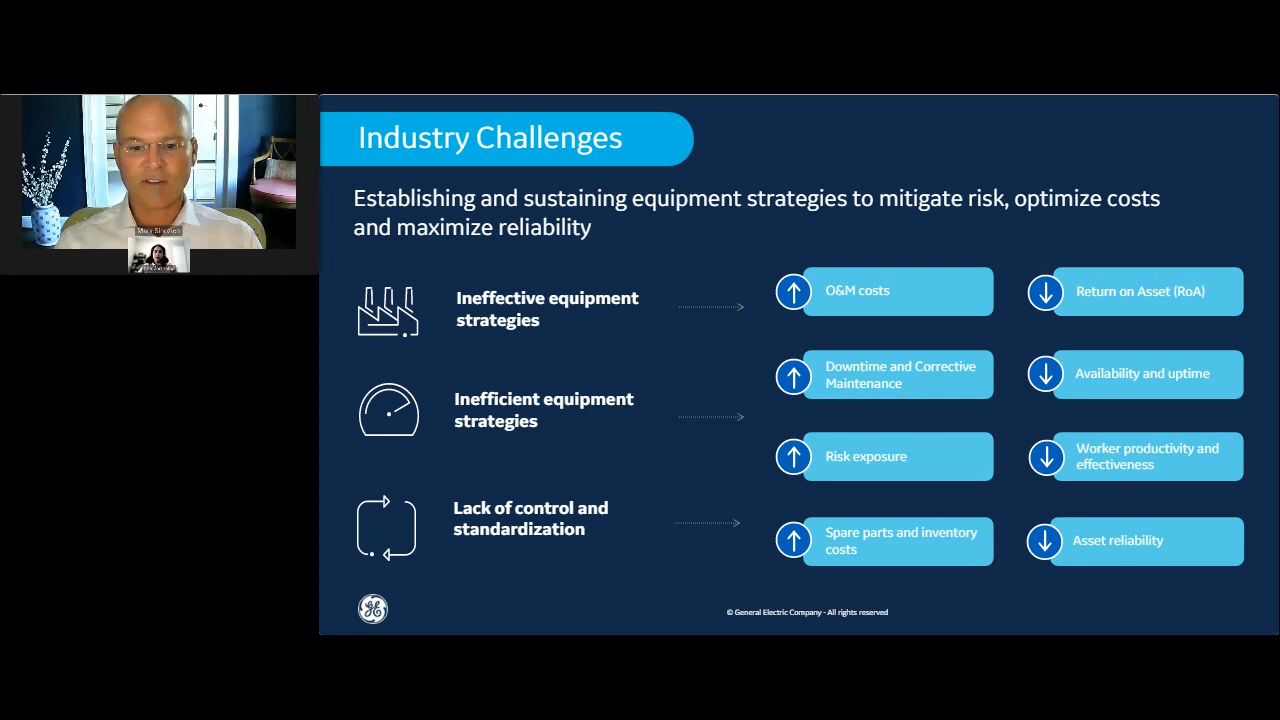 Industry Challenges
Establishing and sustaining equipment strategies to mitigate risk, optimize costs
and maximize reliability
Ineffective equipment
strategies
O&M costs
Return on Asset (RoA)
Inefficient equipment
strategies
Downtime and Corrective
Maintenance
Availability and uptime
Risk exposure
Worker productivity and
effectiveness
Lack of control and
standardization
Spare parts and inventory
costs
Asset reliability
GE
© General Electric Company - All rights reserved
Mark